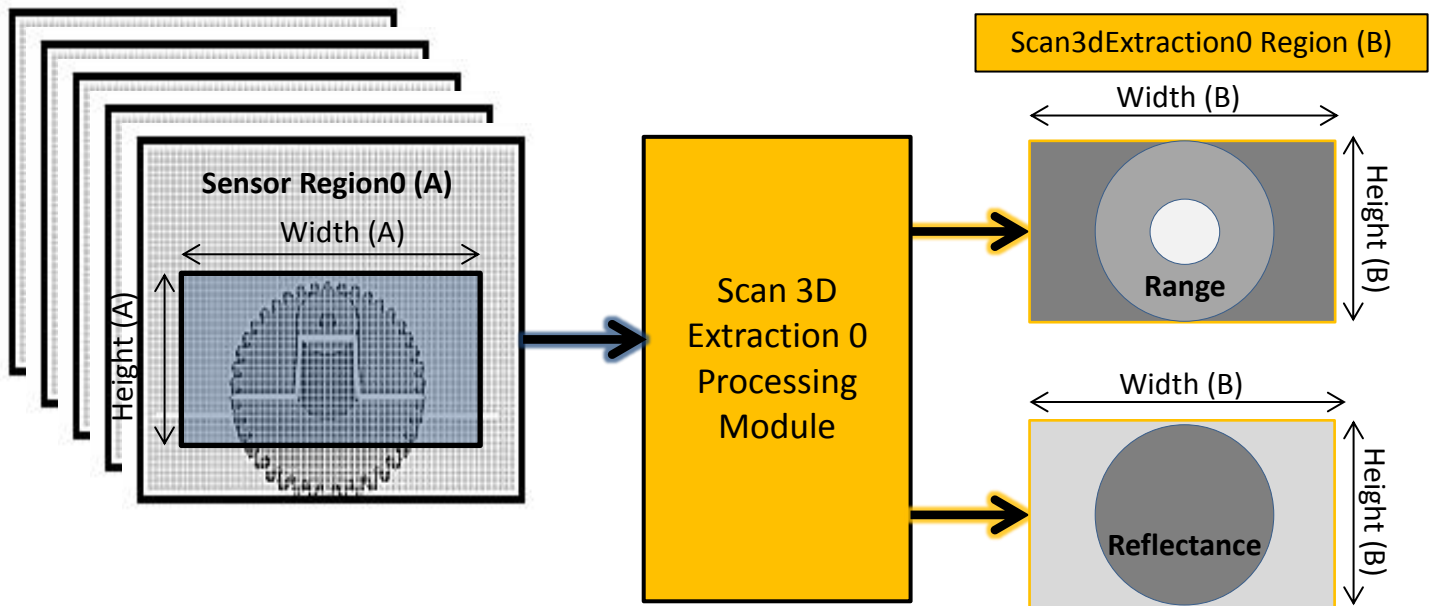 Scan3dExtraction0 Region (B)
Sensor Region0 (A)
Width (A)
Height (A)
Scan 3D
Extraction 0
Processing
Module
Width (B)
Height (B)
Range
Width (B)
Height (B)
Reflectance